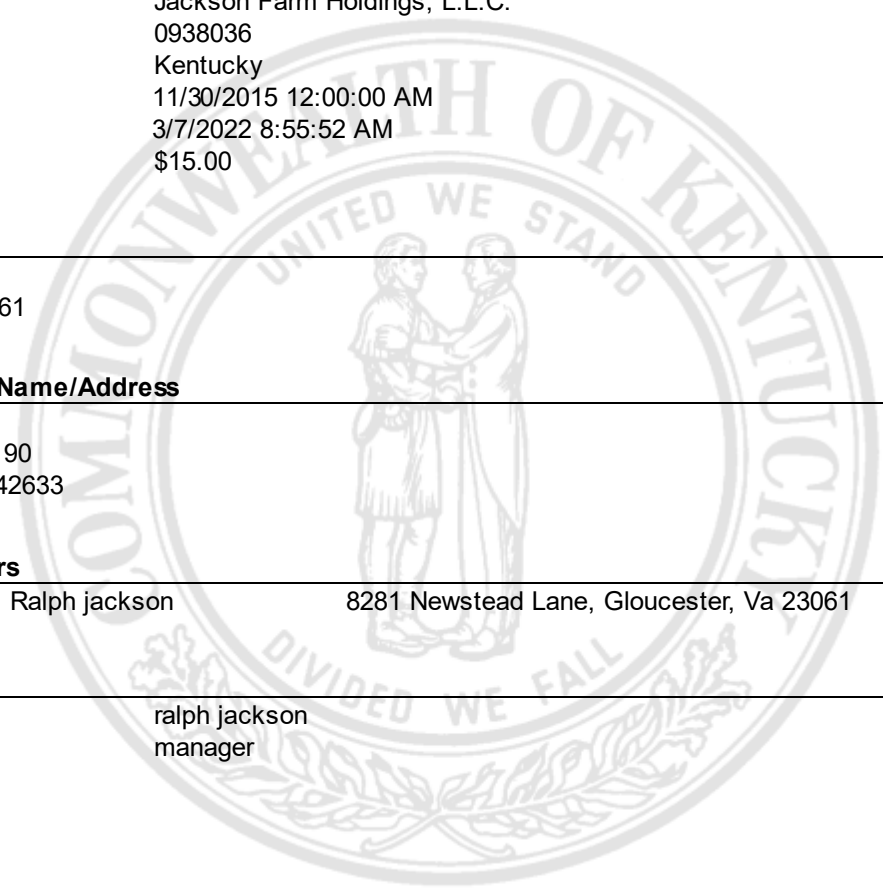 Jackson Farm Holdings, L.L.C.
0938036
Kentucky
11/30/2015 12:00:00 AM
3/7/2022 8:55:52 AM
$15.00
61
Name/Address
90
42633
rs
Ralph jackson 8281 Newstead Lane, Gloucester, Va 23061
ralph jackson
manager
COMMONWEALTH OF KENTUCKY
UNITED WE STAND
DIVIDED WE FALL